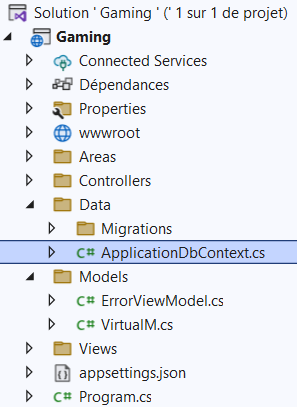 Solution ' Gaming ' (' 1 sur 1 de projet)
Gaming
Connected Services
Dépendances
Properties
wwwroot
Areas
Controllers
Data
Migrations
C# ApplicationDbContext.cs
Models
C# ErrorViewModel.cs
C# VirtualM.cs
Views
appsettings.json
C# Program.cs